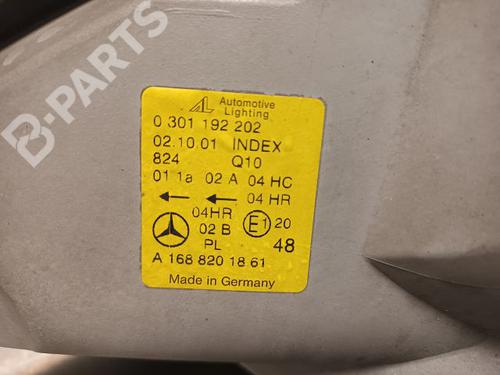 B-PARTS
Automotive
Lighting
0 301 192 202
02.10.01 INDEX
824 Q10
01 1a 02 A 04 HC
04 HR
04HR E1 20
02 B
PL 48
A 168 820 18 61
Made in Germany